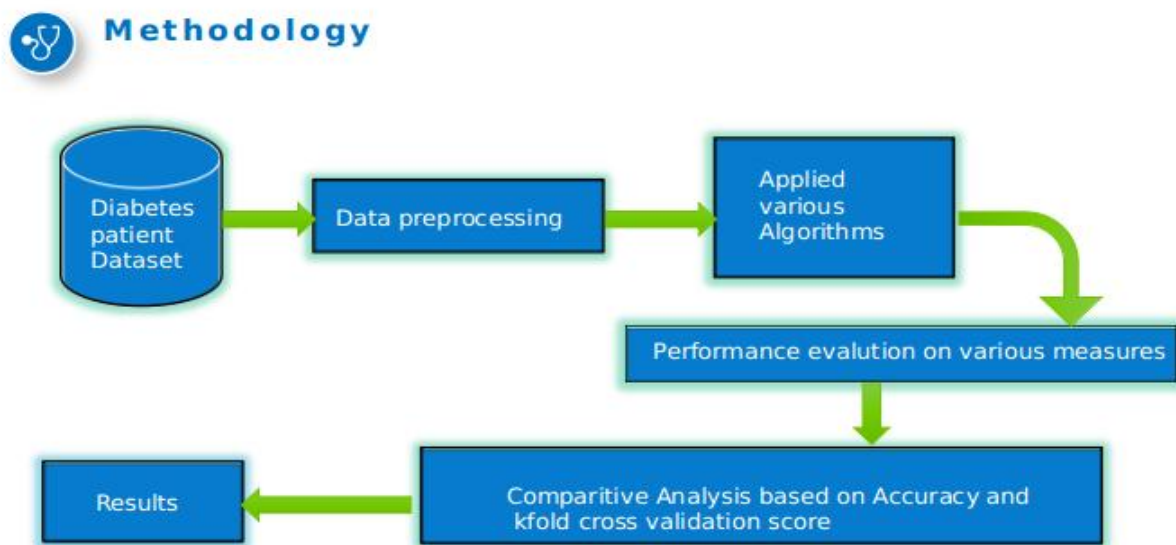 Methodology
Diabetes
patient
Dataset
Data preprocessing
Applied
various
Algorithms
Performance evalution on various measures
Comparitive Analysis based on Accuracy and
kfold cross validation score
Results